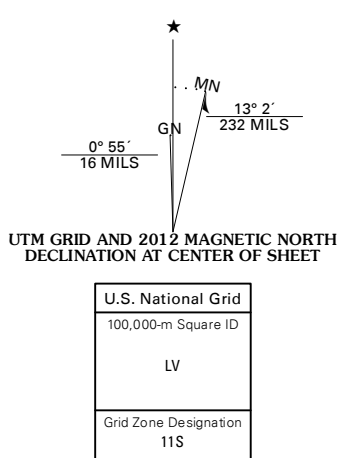 ★
MN
13° 2´
232 MILS
GN
0° 55´
16 MILS
UTM GRID AND 2012 MAGNETIC NORTH
DECLINATION AT CENTER OF SHEET
U.S. National Grid
100,000-m Square ID
LV
Grid Zone Designation
11S